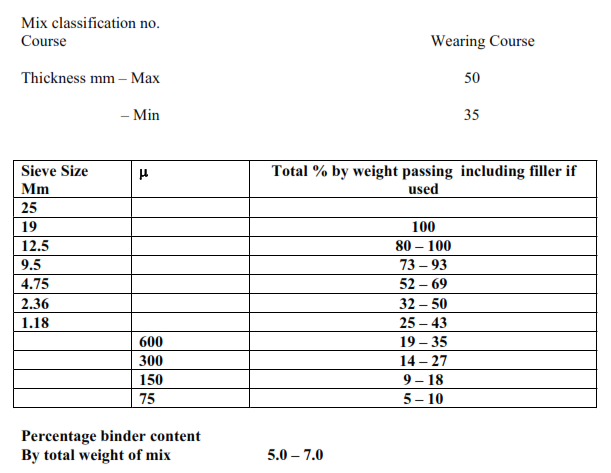 Mix classification no.
Course Wearing Course
Thickness mm – Max 50
– Min 35
Sieve Size Mm μ Total % by weight passing including filler if used
25
19 100
12.5 80 – 100
9.5 73 – 93
4.75 52 – 69
2.36 32 – 50
1.18 25 – 43
600 19 – 35
300 14 – 27
150 9 – 18
75 5 – 10
Percentage binder content
By total weight of mix 5.0 – 7.0